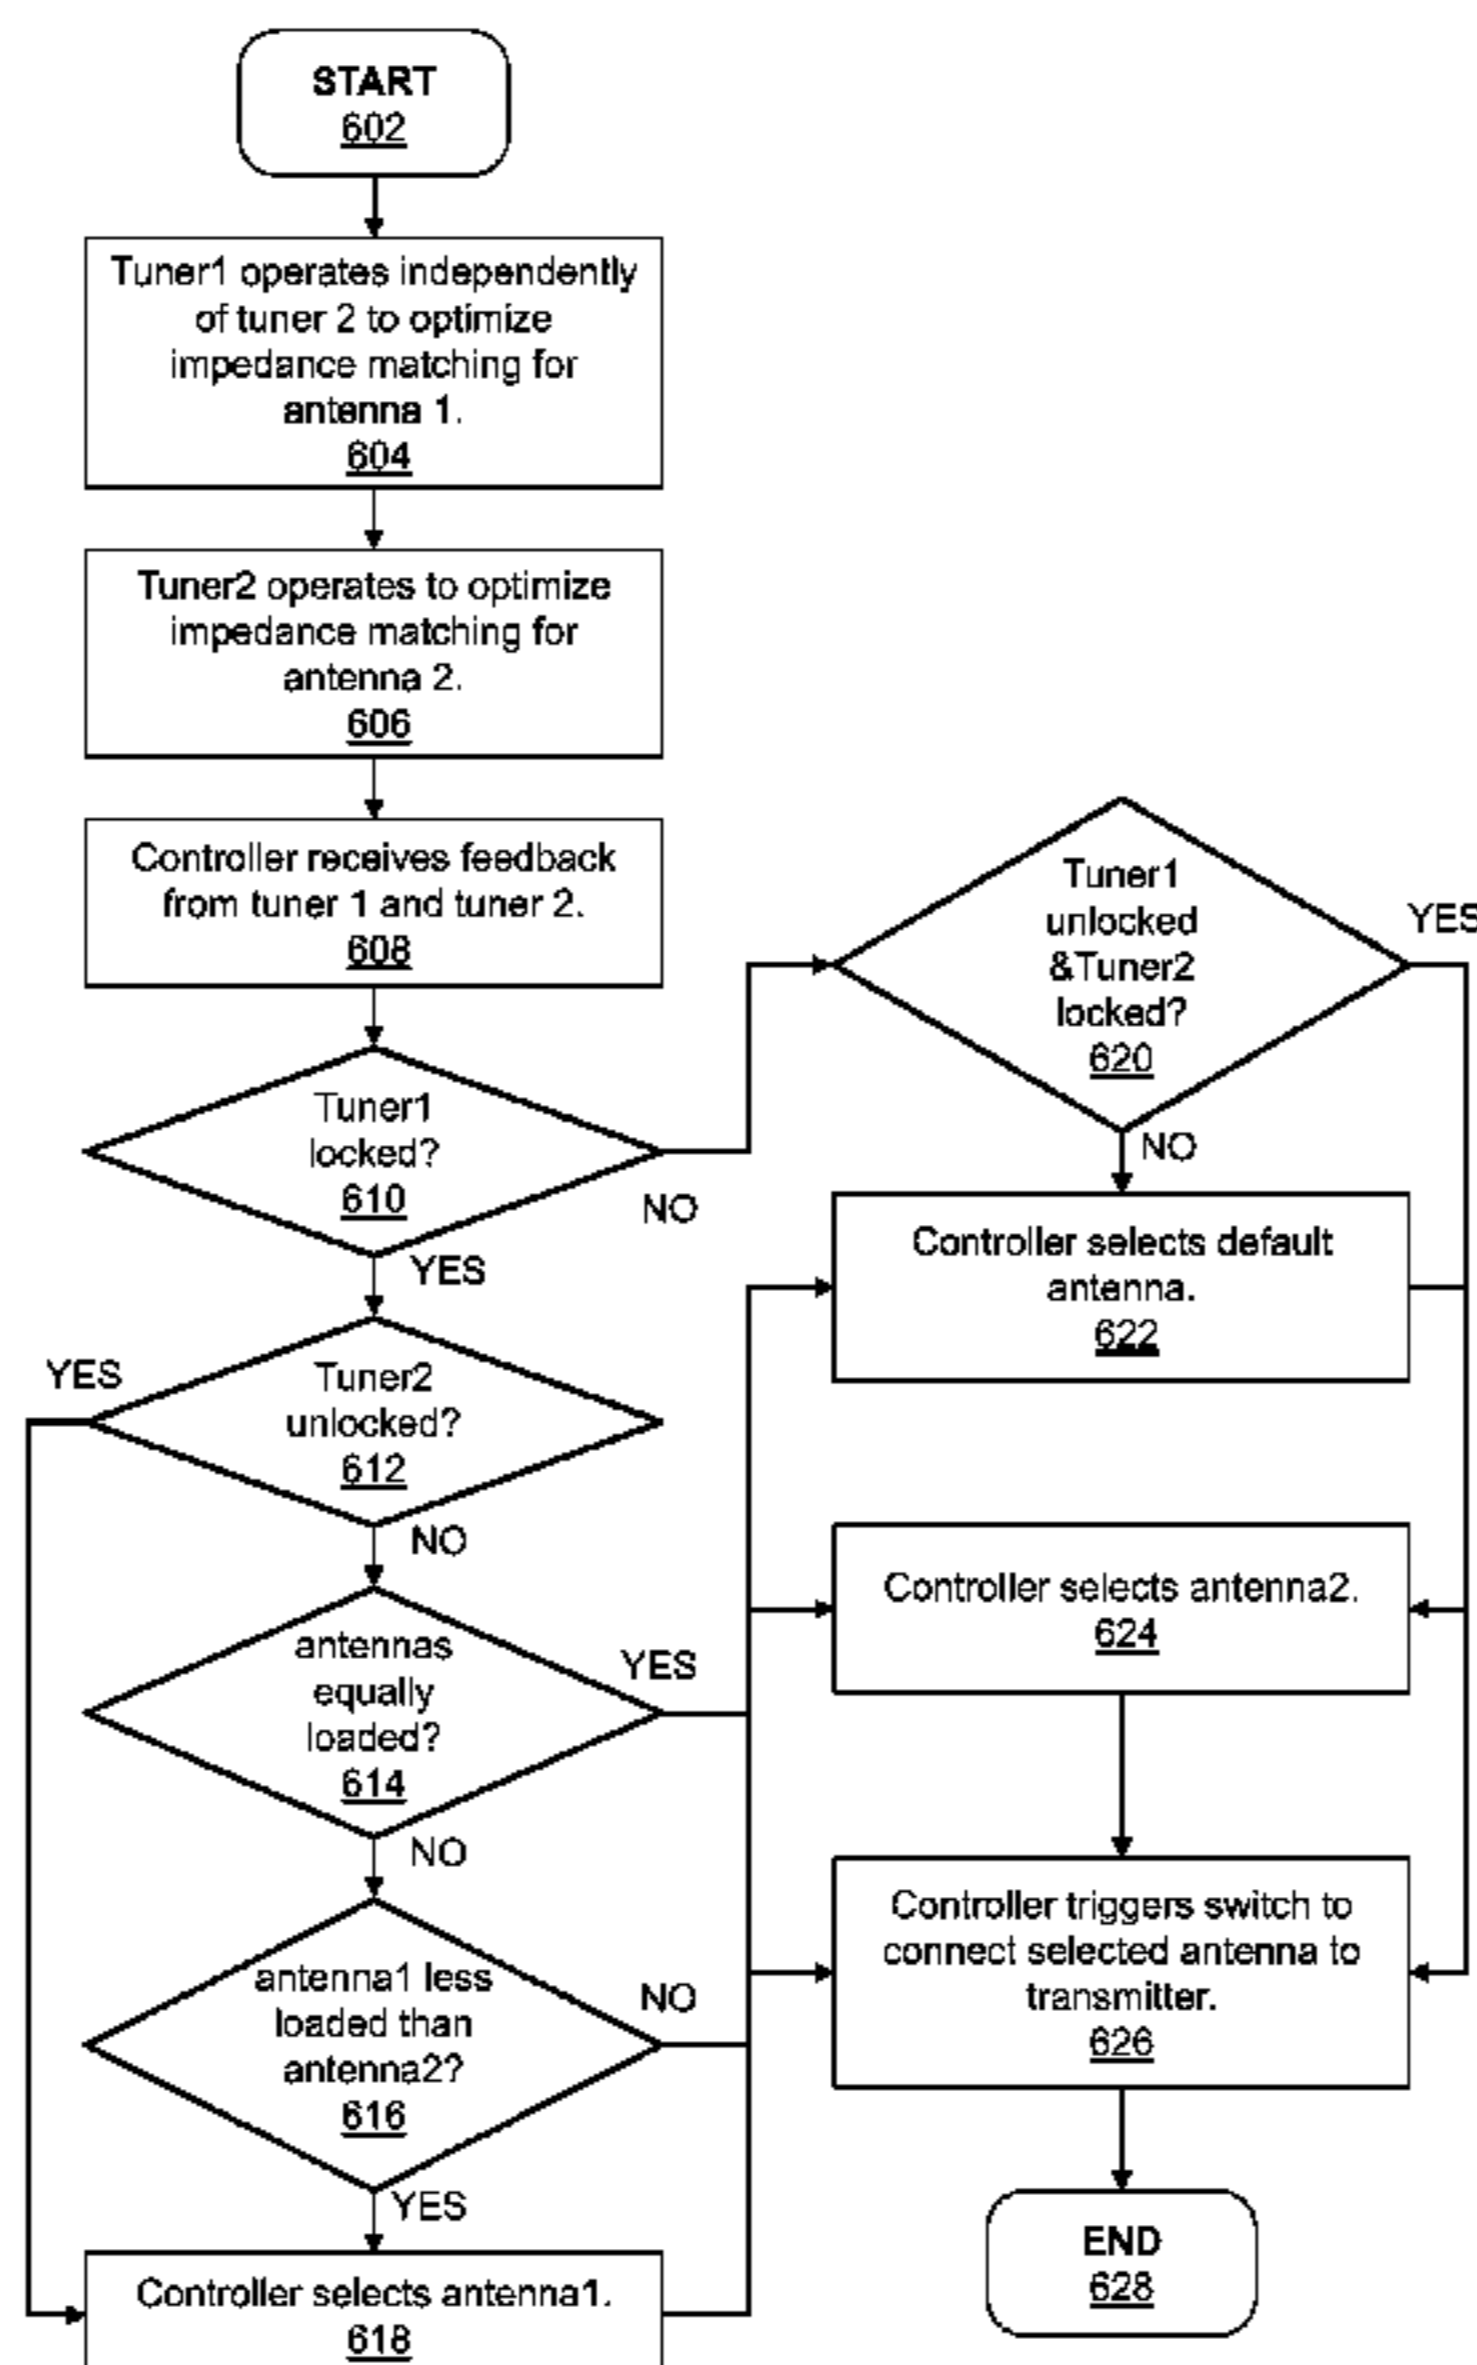 START
602
Tuner1 operates independently
of tuner 2 to optimize
impedance matching for
antenna 1.
604
Tuner2 operates to optimize
impedance matching for
antenna 2.
606
Controller receives feedback
from tuner 1 and tuner 2.
608
Tuner1
locked?
610
NO
YES
Tuner2
unlocked?
612
YES
NO
antennas
equally
loaded?
614
YES
NO
antenna1 less
loaded than
antenna2?
616
NO
YES
Controller selects antenna1.
618
Tuner1
unlocked
&Tuner2
locked?
620
YES
NO
Controller selects default
antenna.
622
Controller selects antenna2.
624
Controller triggers switch to
connect selected antenna to
transmitter.
626
END
628